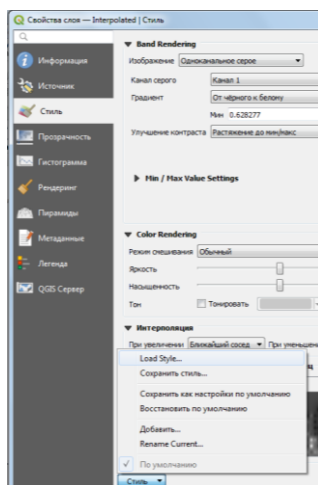 Свойства слоя — Interpolated | Стиль
Информация
Источник
Стиль
Прозрачность
Гистограмма
Рендеринг
Пирамиды
Метаданные
Легенда
QGIS Сервер
Band Rendering
Изображение Одноканальное серое
Канал серого Канал 1
Градиент От чёрного к белому
Мин 0.628277
Улучшение контраста Растяжение до мин/макс
Min / Max Value Settings
Color Rendering
Режим смешивания Обычный
Яркость
Насыщенность
Тон Тонировать
Интерполяция
При увеличении Ближайший сосед При уменьшен
Load Style...
Сохранить стиль...
Сохранить как настройки по умолчанию
Восстановить по умолчанию
Добавить...
Rename Current...
По умолчанию
Стиль